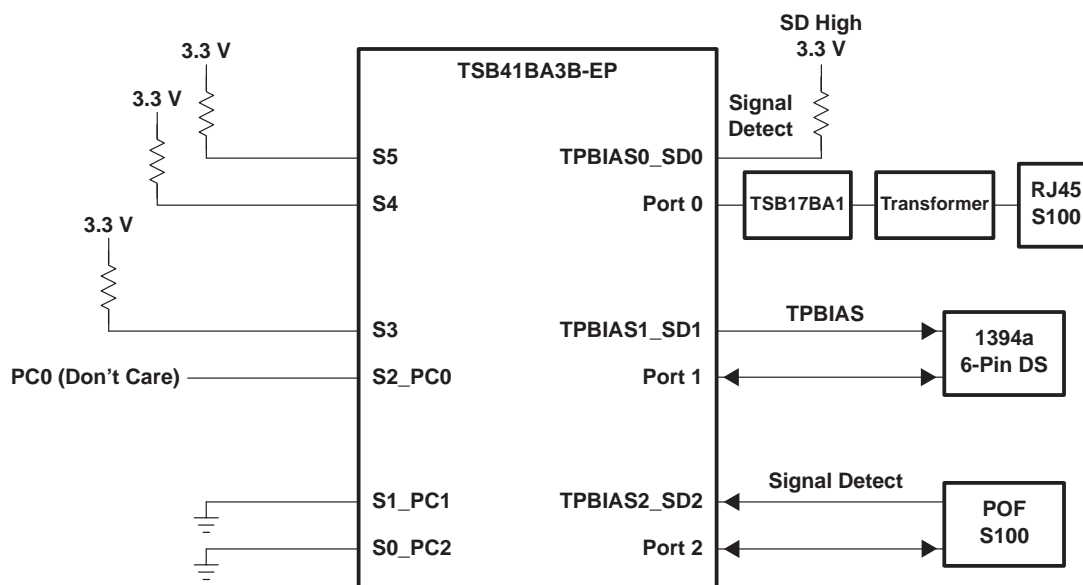 SD High
3.3 V
3.3 V
TSB41BA3B-EP
3.3 V
Signal
Detect
S5
TPBIAS0_SD0
S4
Port 0
TSB17BA1
Transformer
RJ45
S100
3.3 V
S3
TPBIAS1_SD1
TPBIAS
1394a
6-Pin DS
PC0 (Don't Care)
S2_PC0
Port 1
Signal Detect
S1_PC1
TPBIAS2_SD2
POF
S100
S0_PC2
Port 2